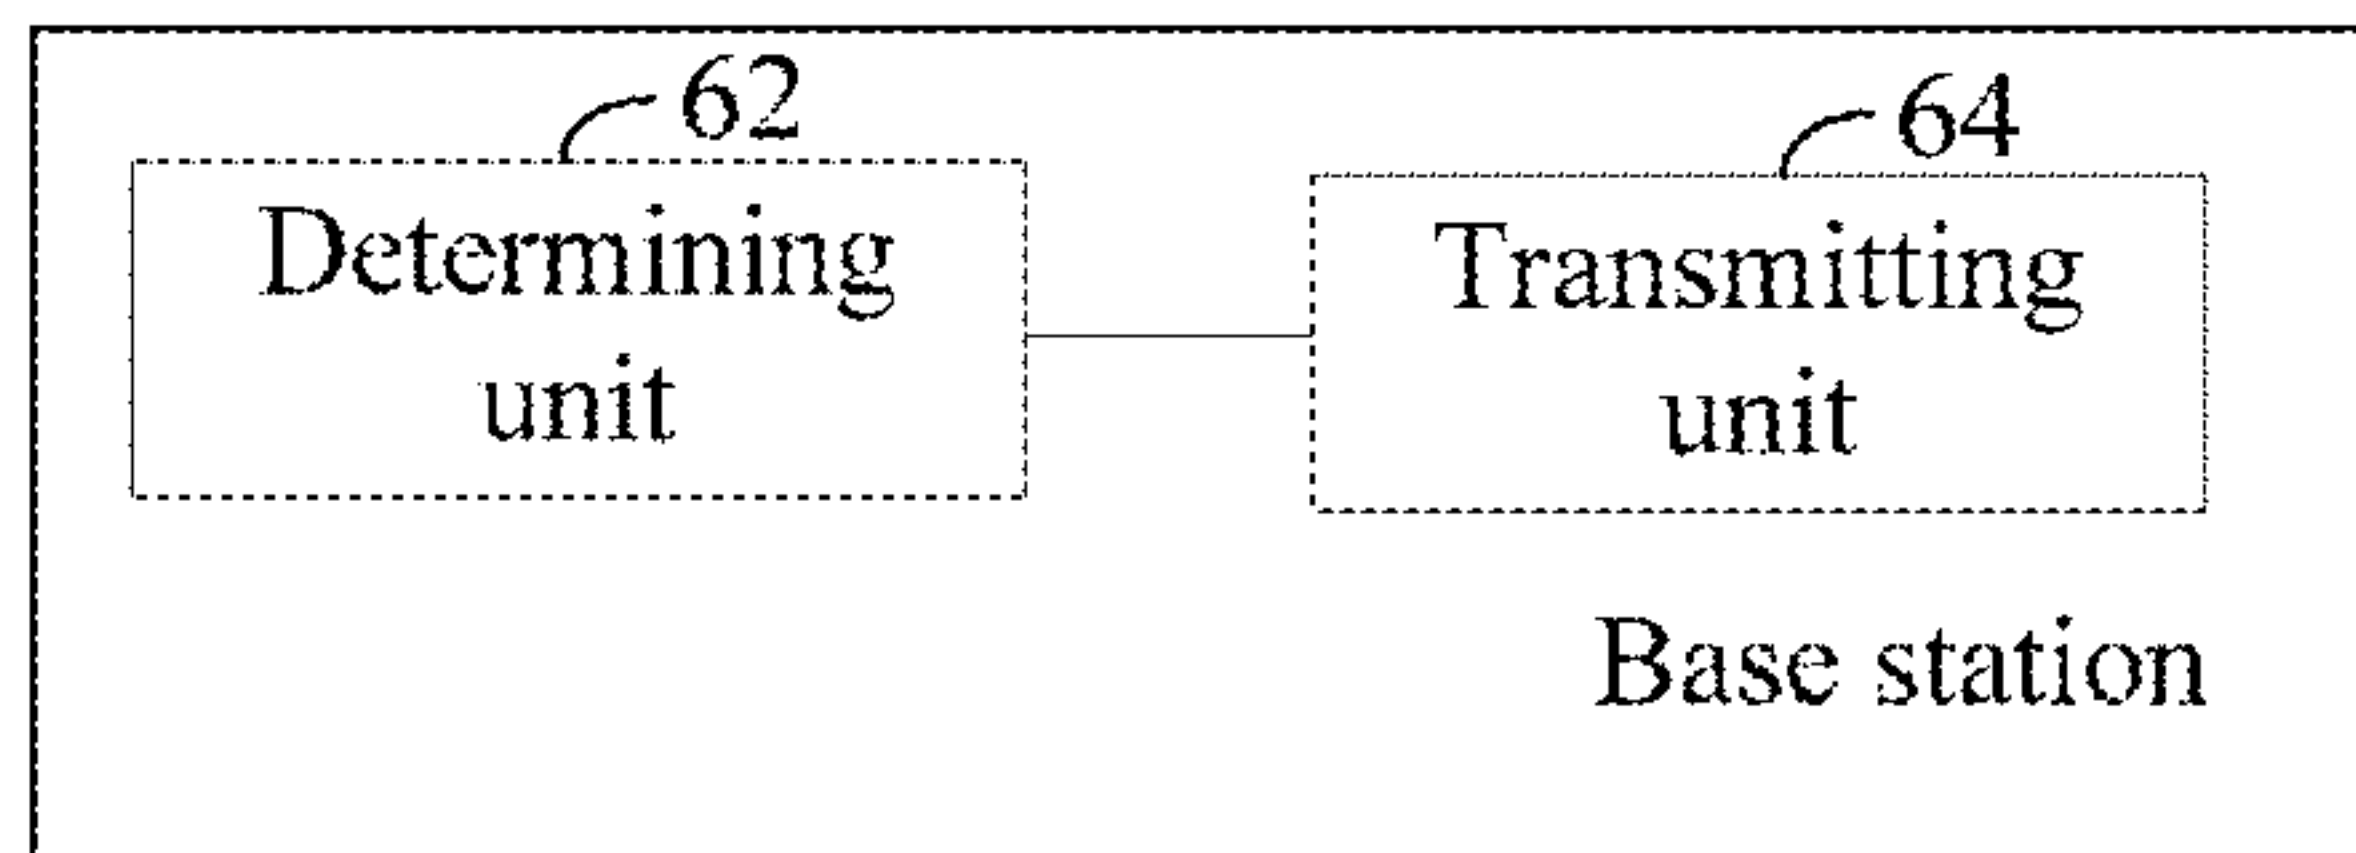 62
Determining
unit
64
Transmitting
unit
Base station